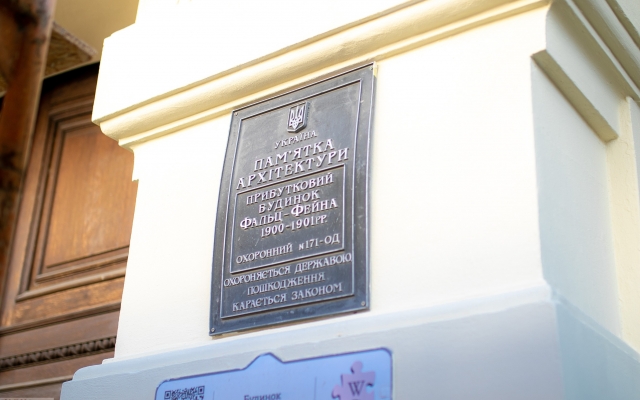 УКРАЇНА
ПАМ'ЯТКА
АРХІТЕКТУРИ
ПРИБУТКОВИЙ
БУДИНОК
ФАЛЬЦ-ФЕЙНА
1900-1901РР.
ОХОРОННИЙ №171-ОД
ОХОРОНЯЄТЬСЯ ДЕРЖАВОЮ
ПОШКОДЖЕННЯ
КАРАЄТЬСЯ ЗАКОНОМ
Будинок
W